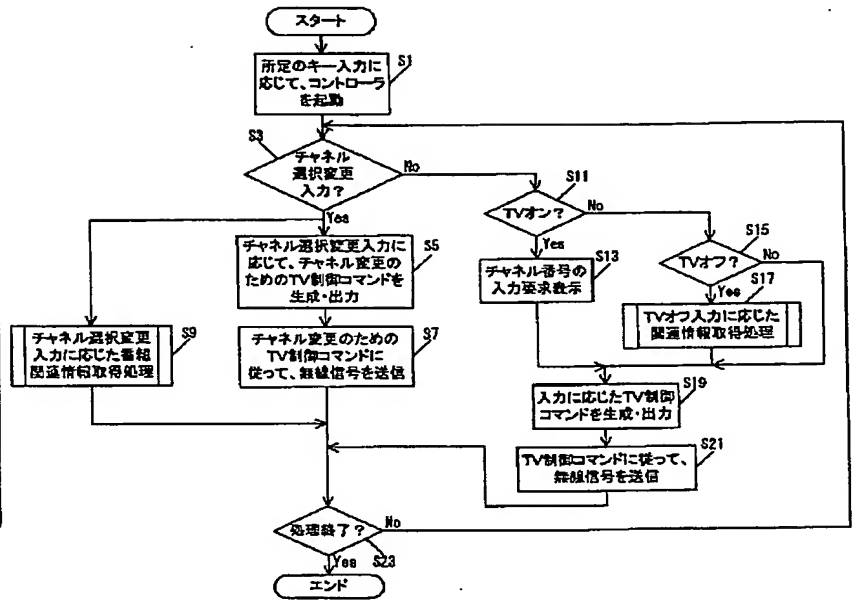 スタート
所定のキー入力に
応じて、コントローラ
を起動
S1
S3
チャネル
選択変更
入力？
No
Yes
S11
TVオン？
No
Yes
S15
TVオフ？
No
Yes
チャネル選択変更入力に
応じて、チャネル変更の
ためのTV制御コマンドを
生成・出力
S5
チャネル番号の
入力要求表示
S13
S17
TVオフ入力に応じた
関連情報取得処理
チャネル選択変更
入力に応じた番組
関連情報取得処理
S9
チャネル変更のための
TV制御コマンドに
従って、無線信号を送信
S7
入力に応じたTV制御
コマンドを生成・出力
S19
TV制御コマンドに従って、
無線信号を送信
S21
処理終了？
No
S23
Yes
エンド